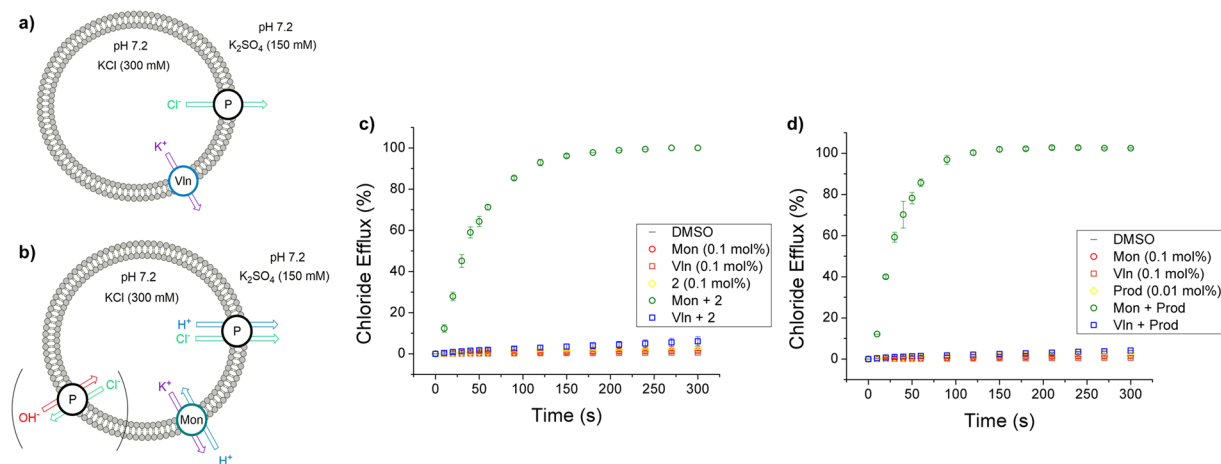 a)
pH 7.2
K₂SO₄ (150 mM)
pH 7.2
KCl (300 mM)
Cl⁻
P
K⁺
Vln
b)
pH 7.2
K₂SO₄ (150 mM)
pH 7.2
KCl (300 mM)
H⁺
Cl⁻
P
P
Cl⁻
OH⁻
K⁺
Mon
H⁺
c)
Chloride Efflux (%)
100
80
60
40
20
0
DMSO
Mon (0.1 mol%)
Vln (0.1 mol%)
2 (0.1 mol%)
Mon + 2
Vln + 2
0 50 100 150 200 250 300
Time (s)
d)
Chloride Efflux (%)
100
80
60
40
20
0
DMSO
Mon (0.1 mol%)
Vln (0.1 mol%)
Prod (0.01 mol%)
Mon + Prod
Vln + Prod
0 50 100 150 200 250 300
Time (s)